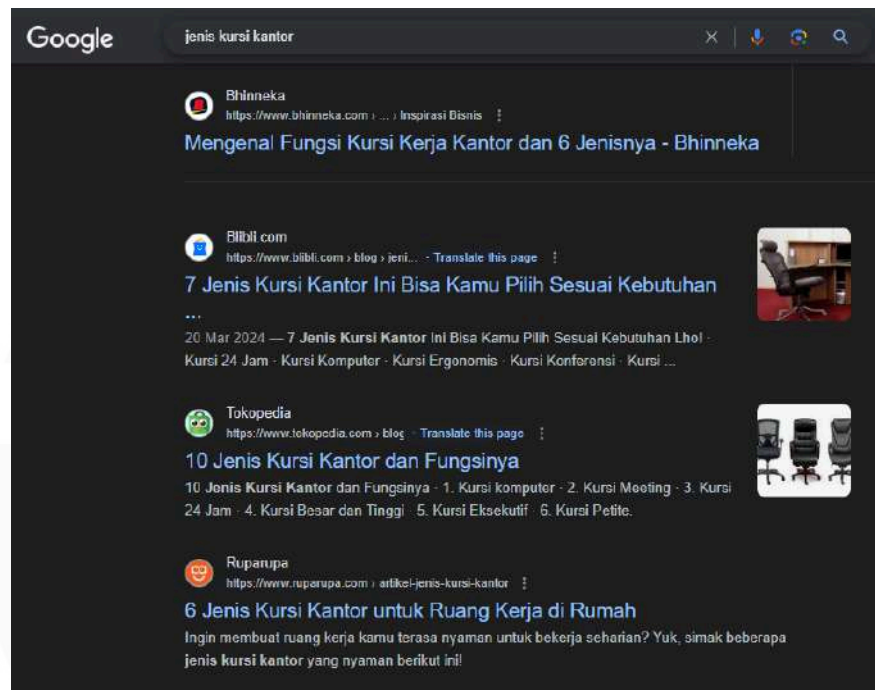 Google
jenis kursi kantor
Bhinneka
https://www.bhinneka.com › ... › Inspirasi Bisnis
Mengenal Fungsi Kursi Kerja Kantor dan 6 Jenisnya - Bhinneka
Blibli.com
https://www.blibli.com › blog › jeni... - Translate this page
7 Jenis Kursi Kantor Ini Bisa Kamu Pilih Sesuai Kebutuhan
...
20 Mar 2024 — 7 Jenis Kursi Kantor Ini Bisa Kamu Pilih Sesuai Kebutuhan Lho! ·
Kursi 24 Jam · Kursi Komputer · Kursi Ergonomis · Kursi Konferensi · Kursi ...
Tokopedia
https://www.tokopedia.com › blog - Translate this page
10 Jenis Kursi Kantor dan Fungsinya
10 Jenis Kursi Kantor dan Fungsinya · 1. Kursi komputer · 2. Kursi Meeting · 3. Kursi
24 Jam · 4. Kursi Besar dan Tinggi · 5. Kursi Eksekutif · 6. Kursi Petite.
Ruparupa
https://www.ruparupa.com › artikel-jenis-kursi-kantor
6 Jenis Kursi Kantor untuk Ruang Kerja di Rumah
Ingin membuat ruang kerja kamu terasa nyaman untuk bekerja seharian? Yuk, simak beberapa
jenis kursi kantor yang nyaman berikut ini!